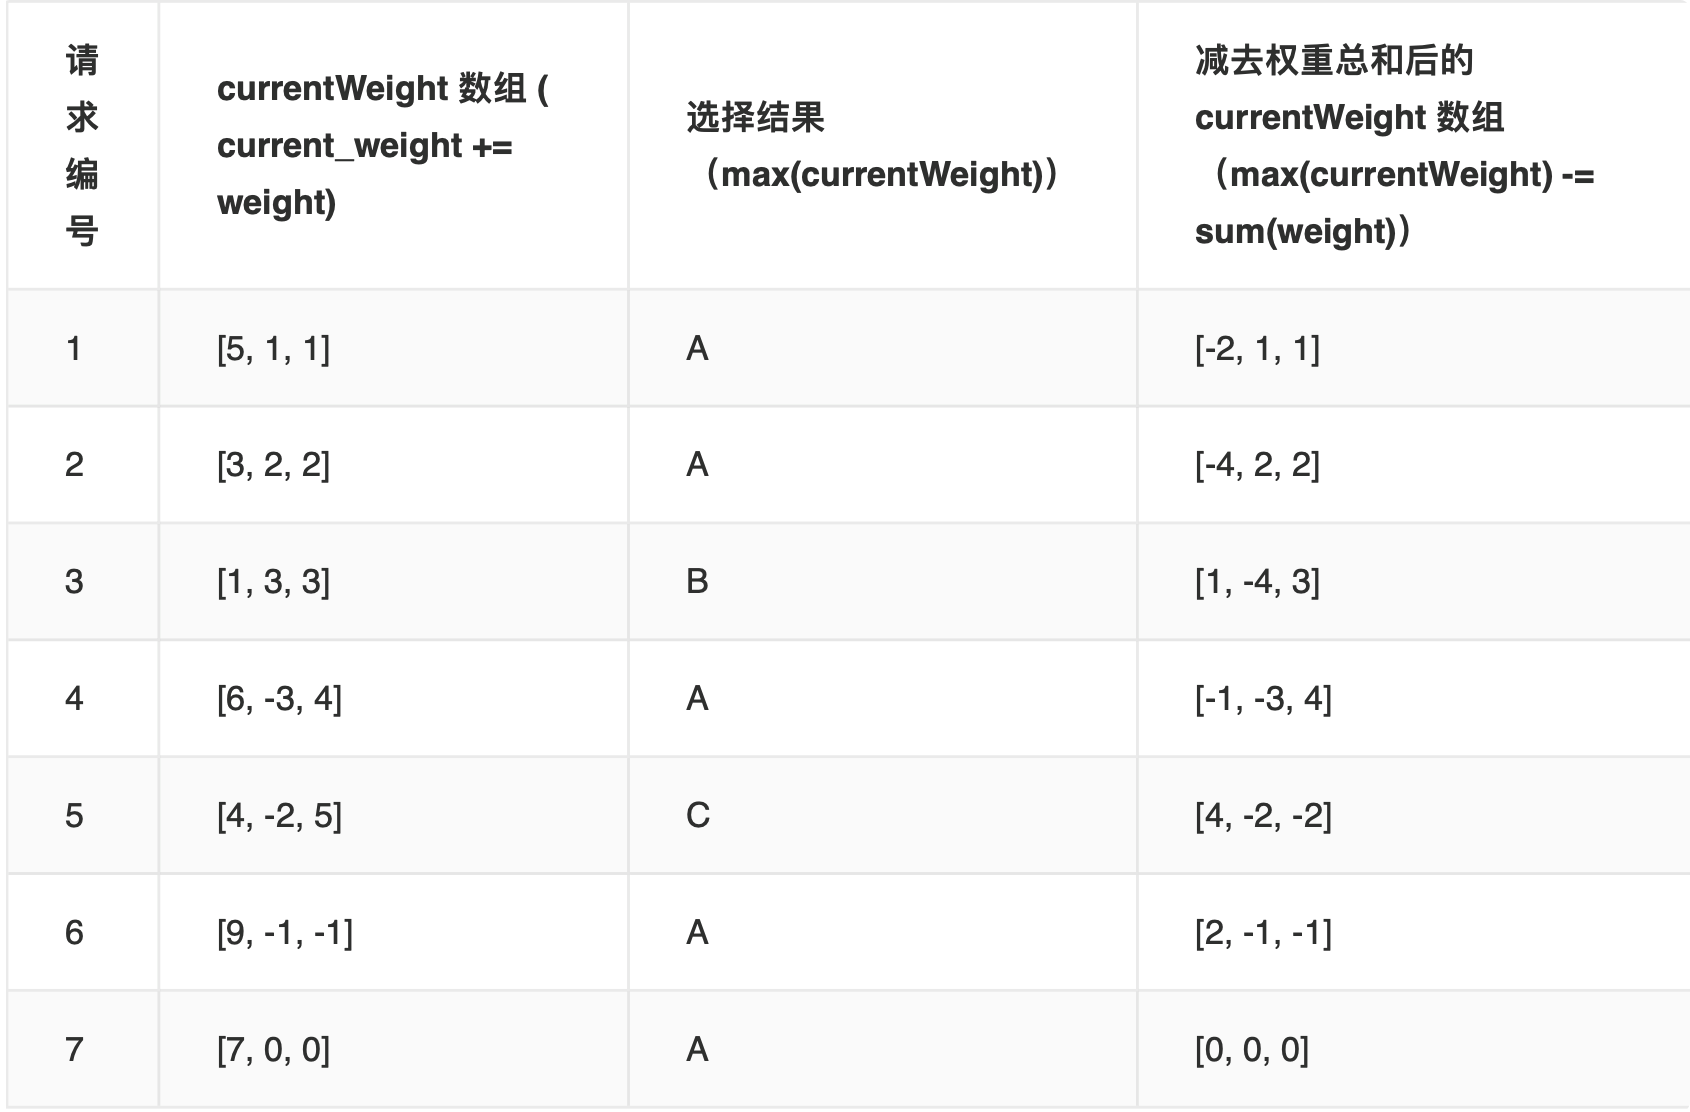 请
求
编
号
currentWeight 数组 (
current_weight +=
weight)
选择结果
（max(currentWeight)）
减去权重总和后的
currentWeight 数组
（max(currentWeight) -=
sum(weight)）
1
[5, 1, 1]
A
[-2, 1, 1]
2
[3, 2, 2]
A
[-4, 2, 2]
3
[1, 3, 3]
B
[1, -4, 3]
4
[6, -3, 4]
A
[-1, -3, 4]
5
[4, -2, 5]
C
[4, -2, -2]
6
[9, -1, -1]
A
[2, -1, -1]
7
[7, 0, 0]
A
[0, 0, 0]